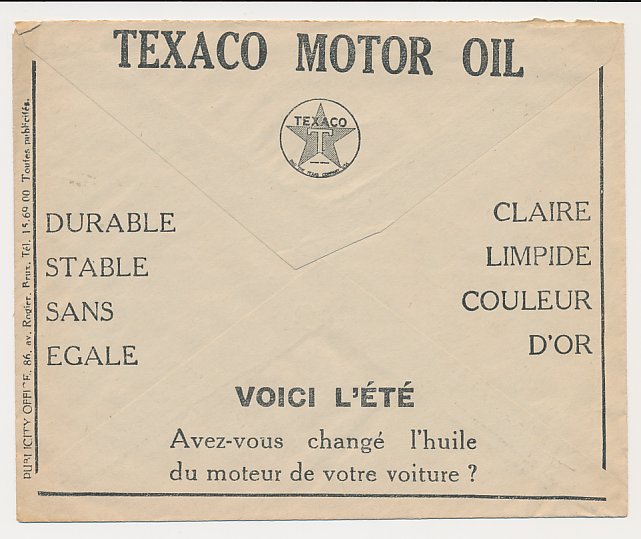 TEXACO MOTOR OIL
TEXACO
T
DURABLE
STABLE
SANS
EGALE
CLAIRE
LIMPIDE
COULEUR
D'OR
VOICI L'ÉTÉ
Avez-vous changé l'huile
du moteur de votre voiture ?
PUBLICITY OFFICE, 86, av. Rogier, Brux. Tél. 15.69.00 Toutes publicités.